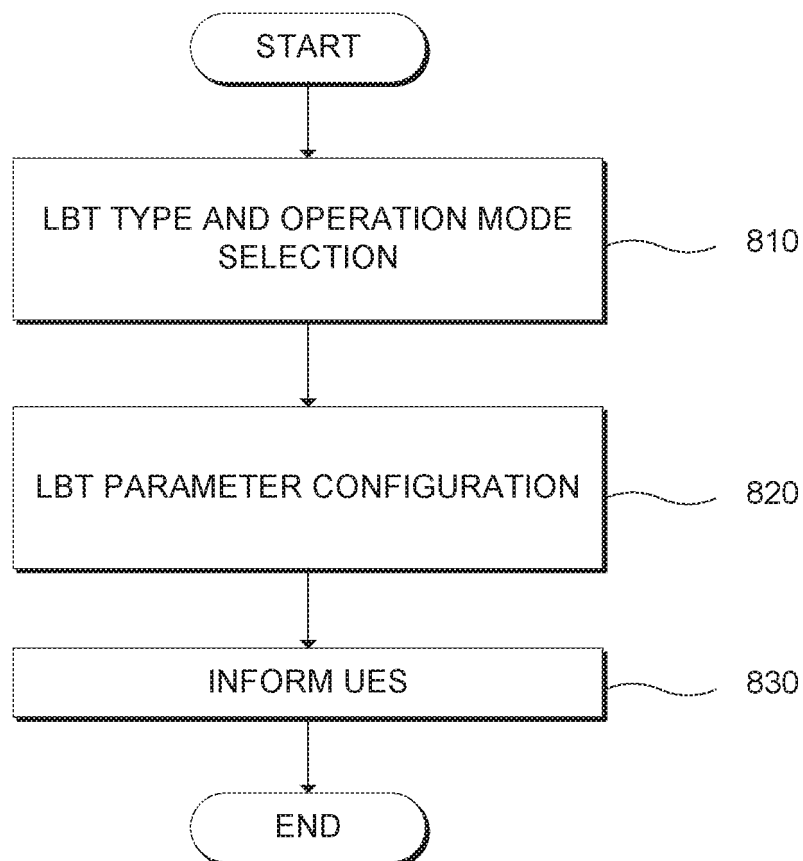 START
LBT TYPE AND OPERATION MODE
SELECTION
810
LBT PARAMETER CONFIGURATION
820
INFORM UES
830
END